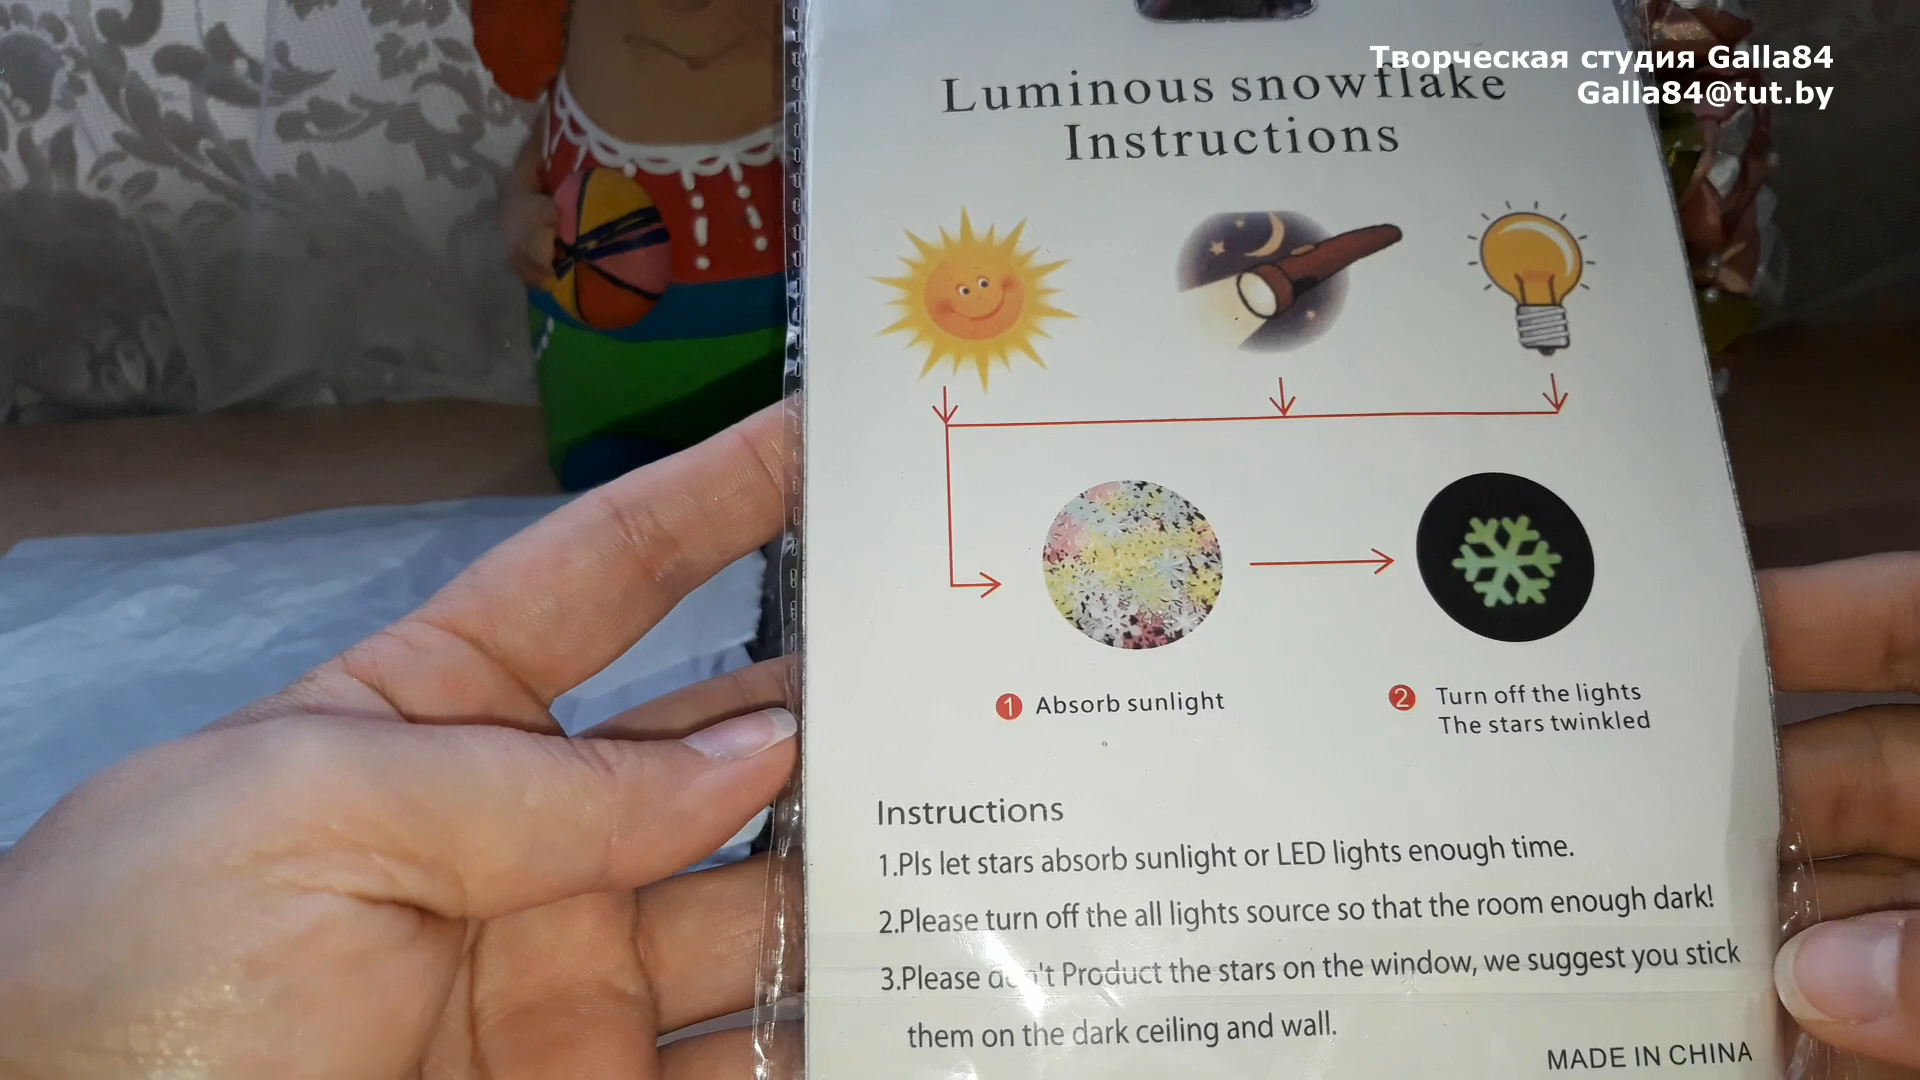 Творческая студия Galla84
Galla84@tut.by
Luminous snowflake
Instructions
1 Absorb sunlight
2 Turn off the lights
The stars twinkled
Instructions
1.Pls let stars absorb sunlight or LED lights enough time.
2.Please turn off the all lights source so that the room enough dark!
3.Please don't Product the stars on the window, we suggest you stick
them on the dark ceiling and wall.
MADE IN CHINA